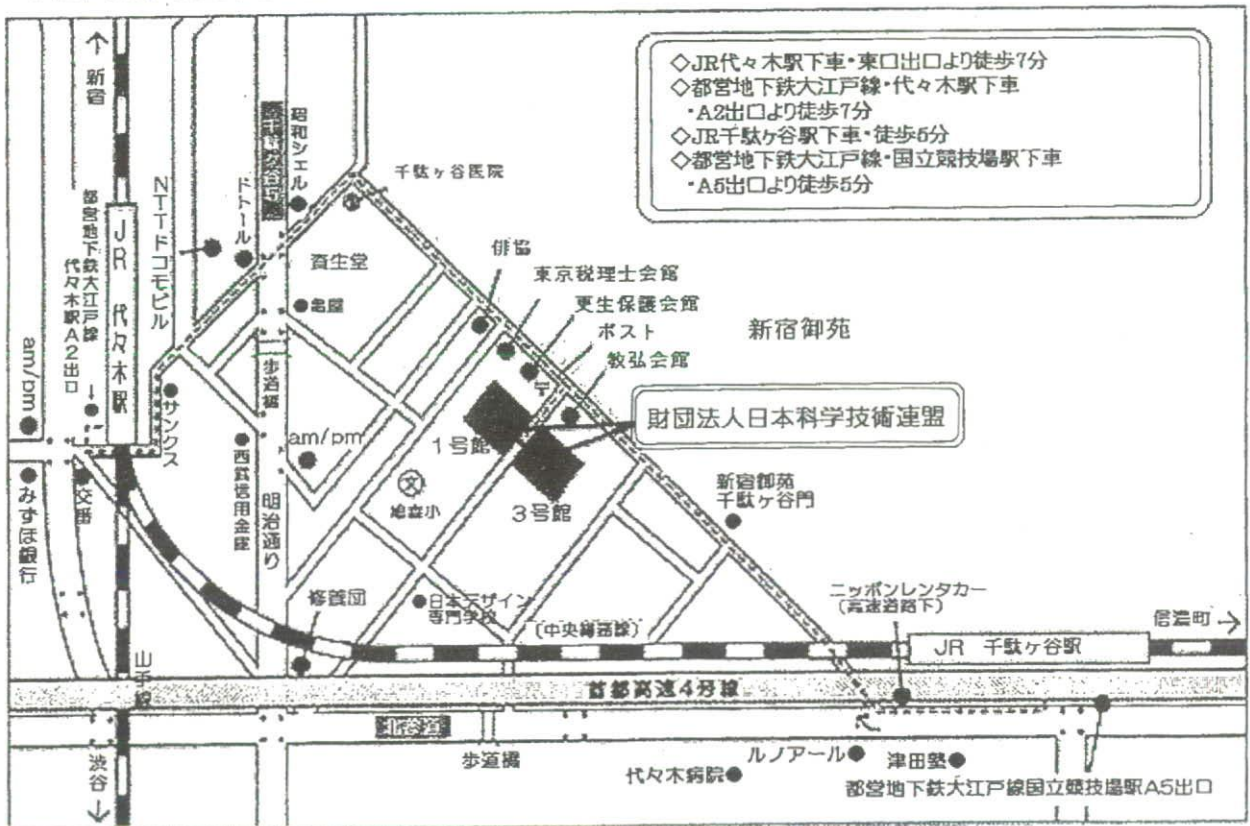 ◇JR代々木駅下車・東口出口より徒歩7分
◇都営地下鉄大江戸線・代々木駅下車
・A2出口より徒歩7分
◇JR千駄ヶ谷駅下車・徒歩5分
◇都営地下鉄大江戸線・国立競技場駅下車
・A5出口より徒歩5分
↑
新宿
NTTドコモビル
ドトール
昭和シェル
千駄ヶ谷医院
都営地下鉄大江戸線
代々木駅A2出口
↓
JR 代々木駅
資生堂
俳協
東京税理士会館
更生保護会館
ポスト
教弘会館
新宿御苑
歩道橋
am/pm
サンクス
am/pm
1号館
〒
財団法人日本科学技術連盟
西武信用金庫
明治通り
文
鳩森小
3号館
新宿御苑
千駄ヶ谷門
みずほ銀行
交番
修養団
日本デザイン
専門学校
(中央総武線)
ニッポンレンタカー
(高速道路下)
信濃町→
JR 千駄ヶ谷駅
山手線
首都高速4号線
歩道橋
ルノアール
津田塾
代々木病院
都営地下鉄大江戸線国立競技場駅A5出口
渋谷
↓